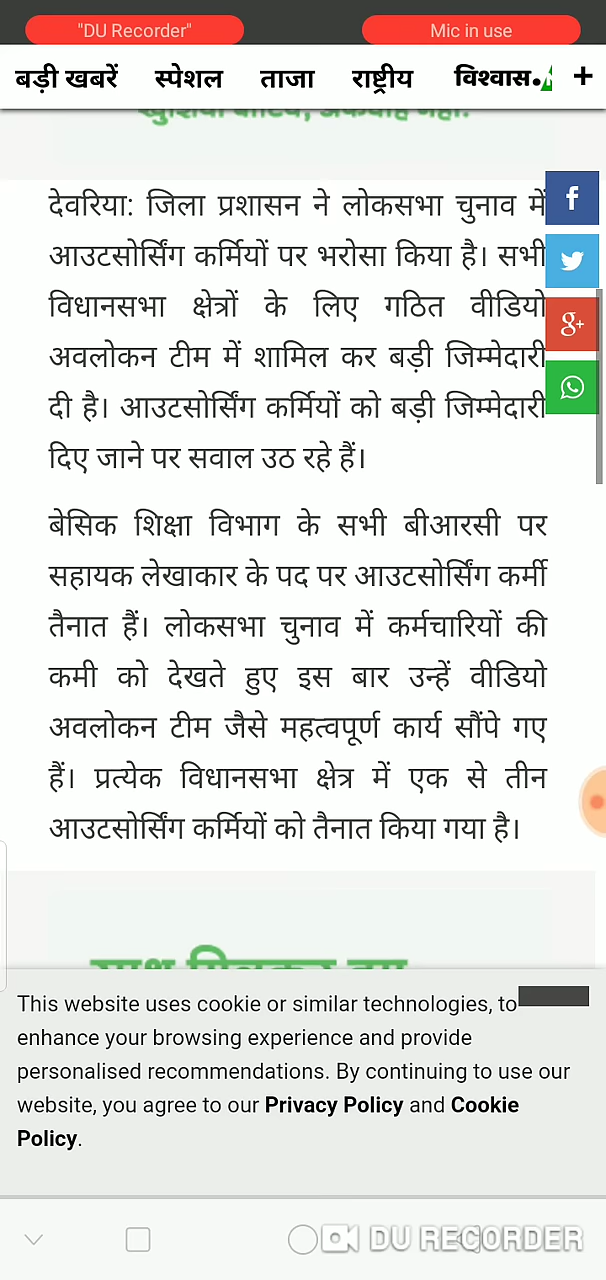 "DU Recorder" Mic in use
बड़ी खबरें स्पेशल ताजा राष्ट्रीय विश्वास. +
देवरिया: जिला प्रशासन ने लोकसभा चुनाव में
आउटसोर्सिंग कर्मियों पर भरोसा किया है। सभी
विधानसभा क्षेत्रों के लिए गठित वीडियो
अवलोकन टीम में शामिल कर बड़ी जिम्मेदारी
दी है। आउटसोर्सिंग कर्मियों को बड़ी जिम्मेदारी
दिए जाने पर सवाल उठ रहे हैं।
बेसिक शिक्षा विभाग के सभी बीआरसी पर
सहायक लेखाकार के पद पर आउटसोर्सिंग कर्मी
तैनात हैं। लोकसभा चुनाव में कर्मचारियों की
कमी को देखते हुए इस बार उन्हें वीडियो
अवलोकन टीम जैसे महत्वपूर्ण कार्य सौंपे गए
हैं। प्रत्येक विधानसभा क्षेत्र में एक से तीन
आउटसोर्सिंग कर्मियों को तैनात किया गया है।
This website uses cookie or similar technologies, to
enhance your browsing experience and provide
personalised recommendations. By continuing to use our
website, you agree to our Privacy Policy and Cookie
Policy.
DU RECORDER